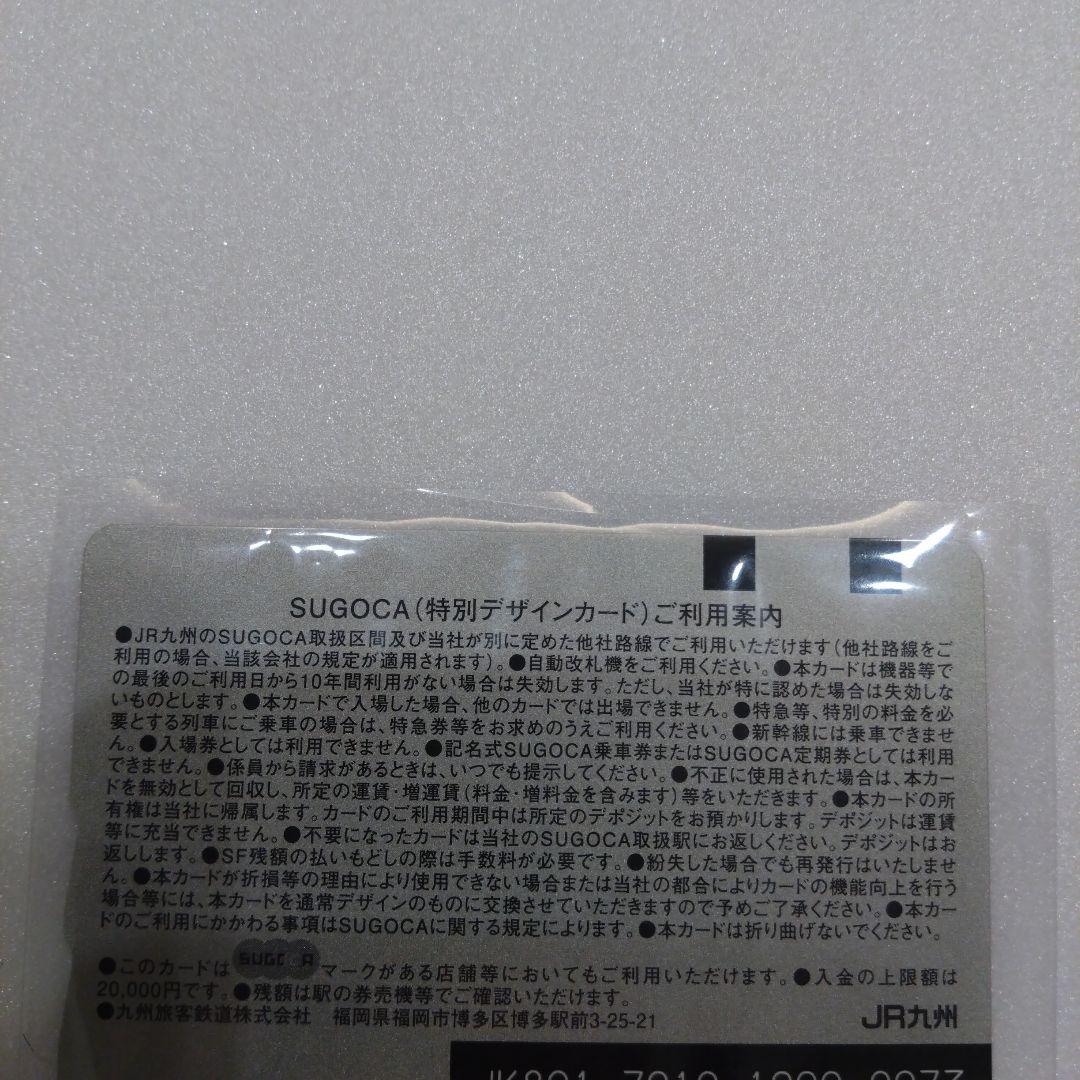 SUGOCA(特別デザインカード)ご利用案内
●JR九州のSUGOCA取扱区間及び当社が別に定めた他社路線でご利用いただけます(他社路線をご
利用の場合、当該会社の規定が適用されます)。●自動改札機をご利用ください。●本カードは機器等で
の最後のご利用日から10年間利用がない場合は失効します。ただし、当社が特に認めた場合は失効しな
いものとします。●本カードで入場した場合、他のカードでは出場できません。●特急等、特別の料金を必
要とする列車にご乗車の場合は、特急券等をお求めのうえご利用ください。●新幹線には乗車できませ
ん。●入場券としては利用できません。●記名式SUGOCA乗車券またはSUGOCA定期券としては利用
できません。●係員から請求があるときは、いつでも提示してください。●不正に使用された場合は、本カー
ドを無効として回収し、所定の運賃・増運賃(料金・増料金を含みます)等をいただきます。●本カードの所
有権は当社に帰属します。カードのご利用期間中は所定のデポジットをお預かりします。デポジットは運賃
等に充当できません。●不要になったカードは当社のSUGOCA取扱駅にお返しください。デポジットはお
返しします。●SF残額の払いもどしの際は手数料が必要です。●紛失した場合でも再発行はいたしませ
ん。●本カードが折損等の理由により使用できない場合または当社の都合によりカードの機能向上を行う
場合等には、本カードを通常デザインのものに交換させていただきますので予めご了承ください。●本カー
ドのご利用にかかわる事項はSUGOCAに関する規定によります。●本カードは折り曲げないでください。
●このカードはSUGOCAマークがある店舗等においてもご利用いただけます。●入金の上限額は
20,000円です。●残額は駅の券売機等でご確認いただけます。
●九州旅客鉄道株式会社 福岡県福岡市博多区博多駅前3-25-21
JR九州